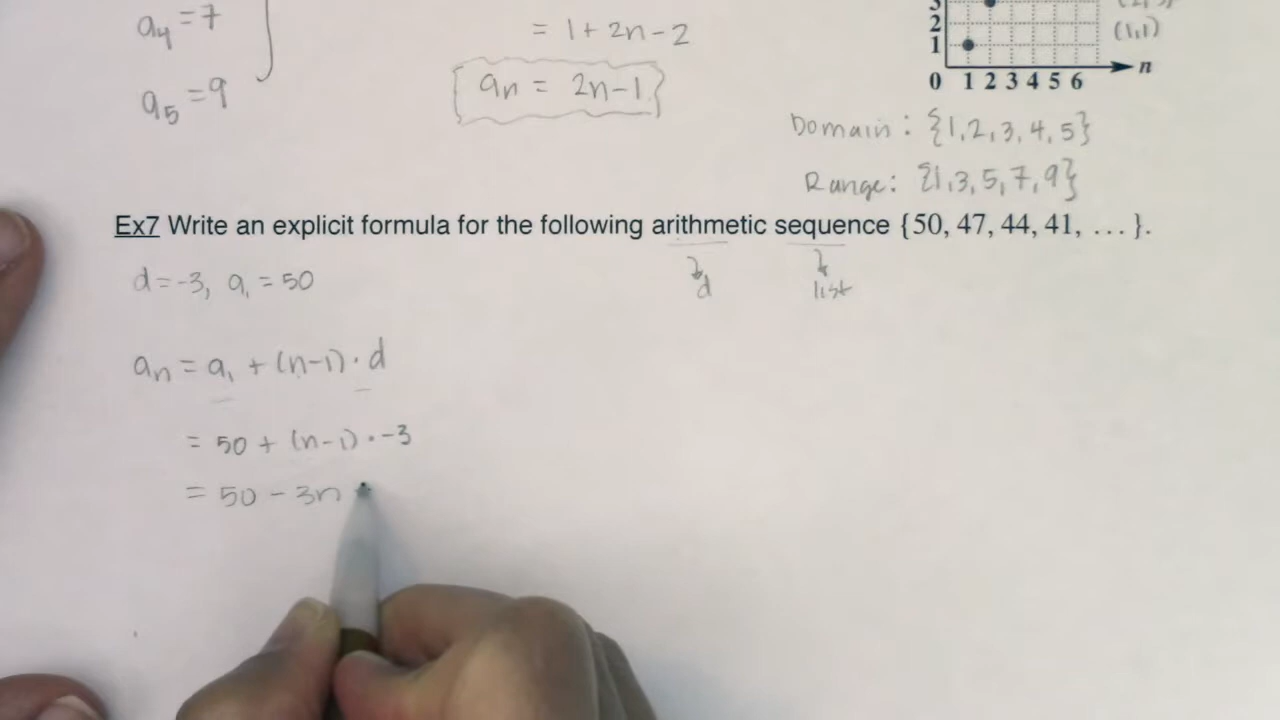 a4 = 7
a5 = 9
= 1 + 2n - 2
an = 2n - 1
3
2
1
0 1 2 3 4 5 6 n
(1,1)
Domain: {1,2,3,4,5}
Range: {1,3,5,7,9}
Ex7 Write an explicit formula for the following arithmetic sequence {50, 47, 44, 41, ... }.
d = -3, a1 = 50
d
list
an = a1 + (n-1) · d
= 50 + (n-1) · -3
= 50 - 3n